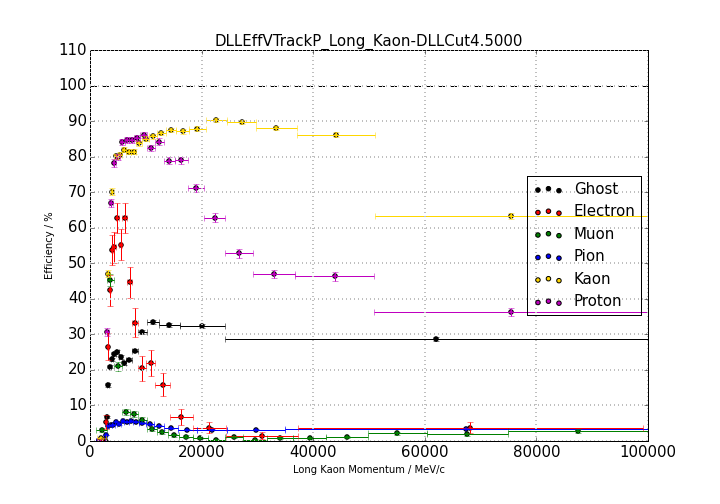 DLLEffVTrackP_Long_Kaon-DLLCut4.5000
110
100
90
80
70
60
50
40
30
20
10
0
Efficiency / %
Ghost
Electron
Muon
Pion
Kaon
Proton
0 20000 40000 60000 80000 100000
Long Kaon Momentum / MeV/c